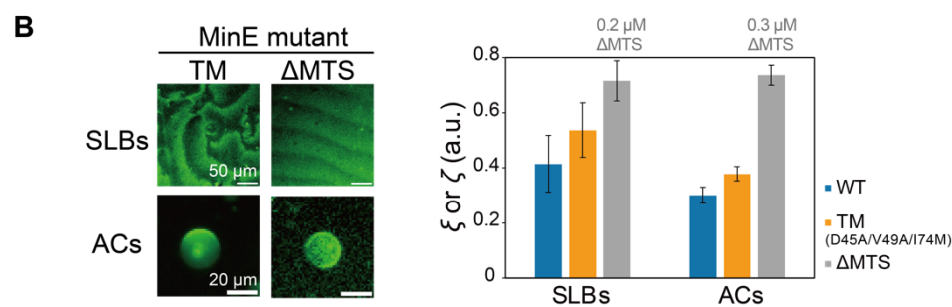 B
MinE mutant
TM ΔMTS
SLBs
50 μm
ACs
20 μm
0.2 μM
ΔMTS
0.3 μM
ΔMTS
ξ or ζ (a.u.)
0.8
0.6
0.4
0.2
0
SLBs ACs
WT
TM
(D45A/V49A/I74M)
ΔMTS